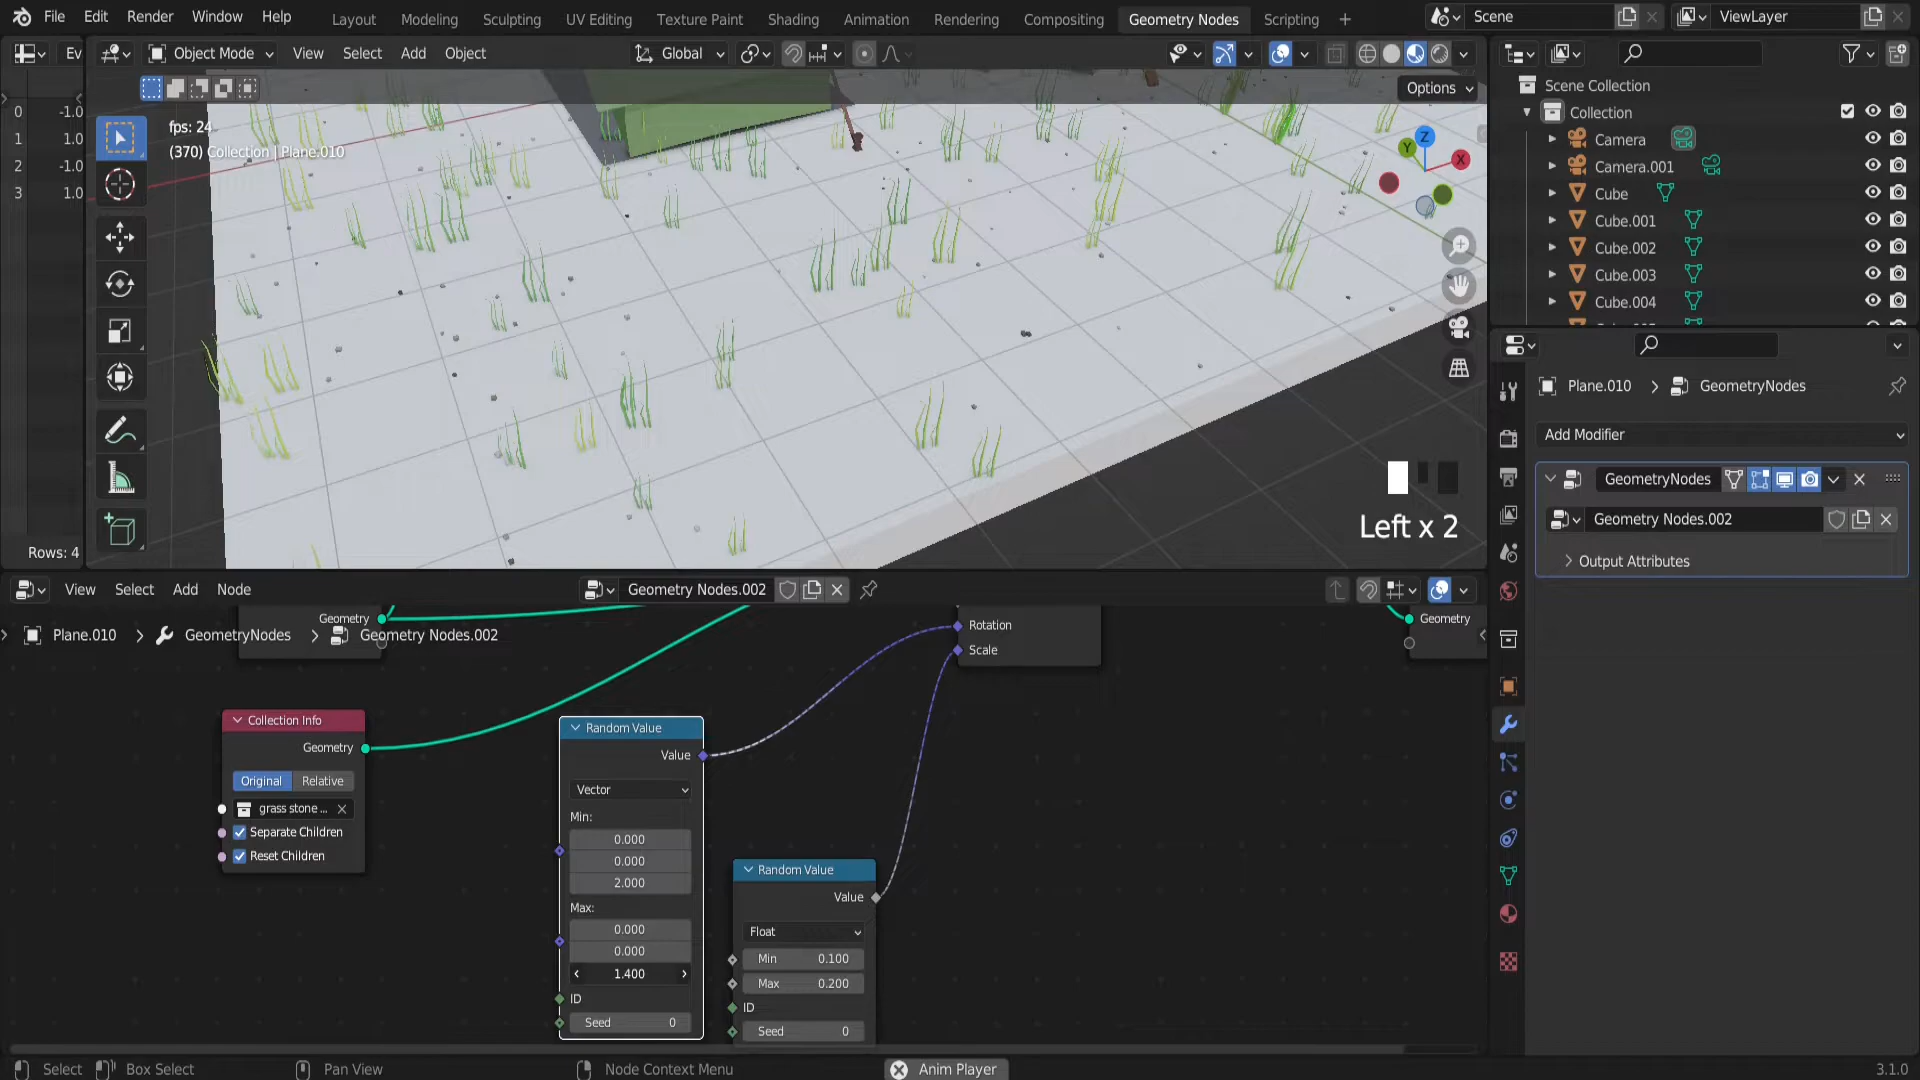 File Edit Render Window Help
Layout Modeling Sculpting UV Editing Texture Paint Shading Animation Rendering Compositing Geometry Nodes Scripting +
Scene
ViewLayer
Ev
Object Mode View Select Add Object
Global
Options
0 -1.0
1 1.0
2 -1.0
3 1.0
Rows: 4
fps: 24
(370) Collection | Plane.010
Z
Y
X
Left x 2
Scene Collection
Collection
Camera
Camera.001
Cube
Cube.001
Cube.002
Cube.003
Cube.004
Plane.010 > GeometryNodes
Add Modifier
GeometryNodes
Geometry Nodes.002
Output Attributes
View Select Add Node
Geometry Nodes.002
Geometry
Plane.010 > GeometryNodes > Geometry Nodes.002
Rotation
Scale
Geometry
Collection Info
Geometry
Original Relative
grass stone ...
Separate Children
Reset Children
Random Value
Value
Vector
Min:
0.000
0.000
2.000
Max:
0.000
0.000
1.400
ID
Seed 0
Random Value
Value
Float
Min 0.100
Max 0.200
ID
Seed 0
Select Box Select Pan View Node Context Menu Anim Player 3.1.0